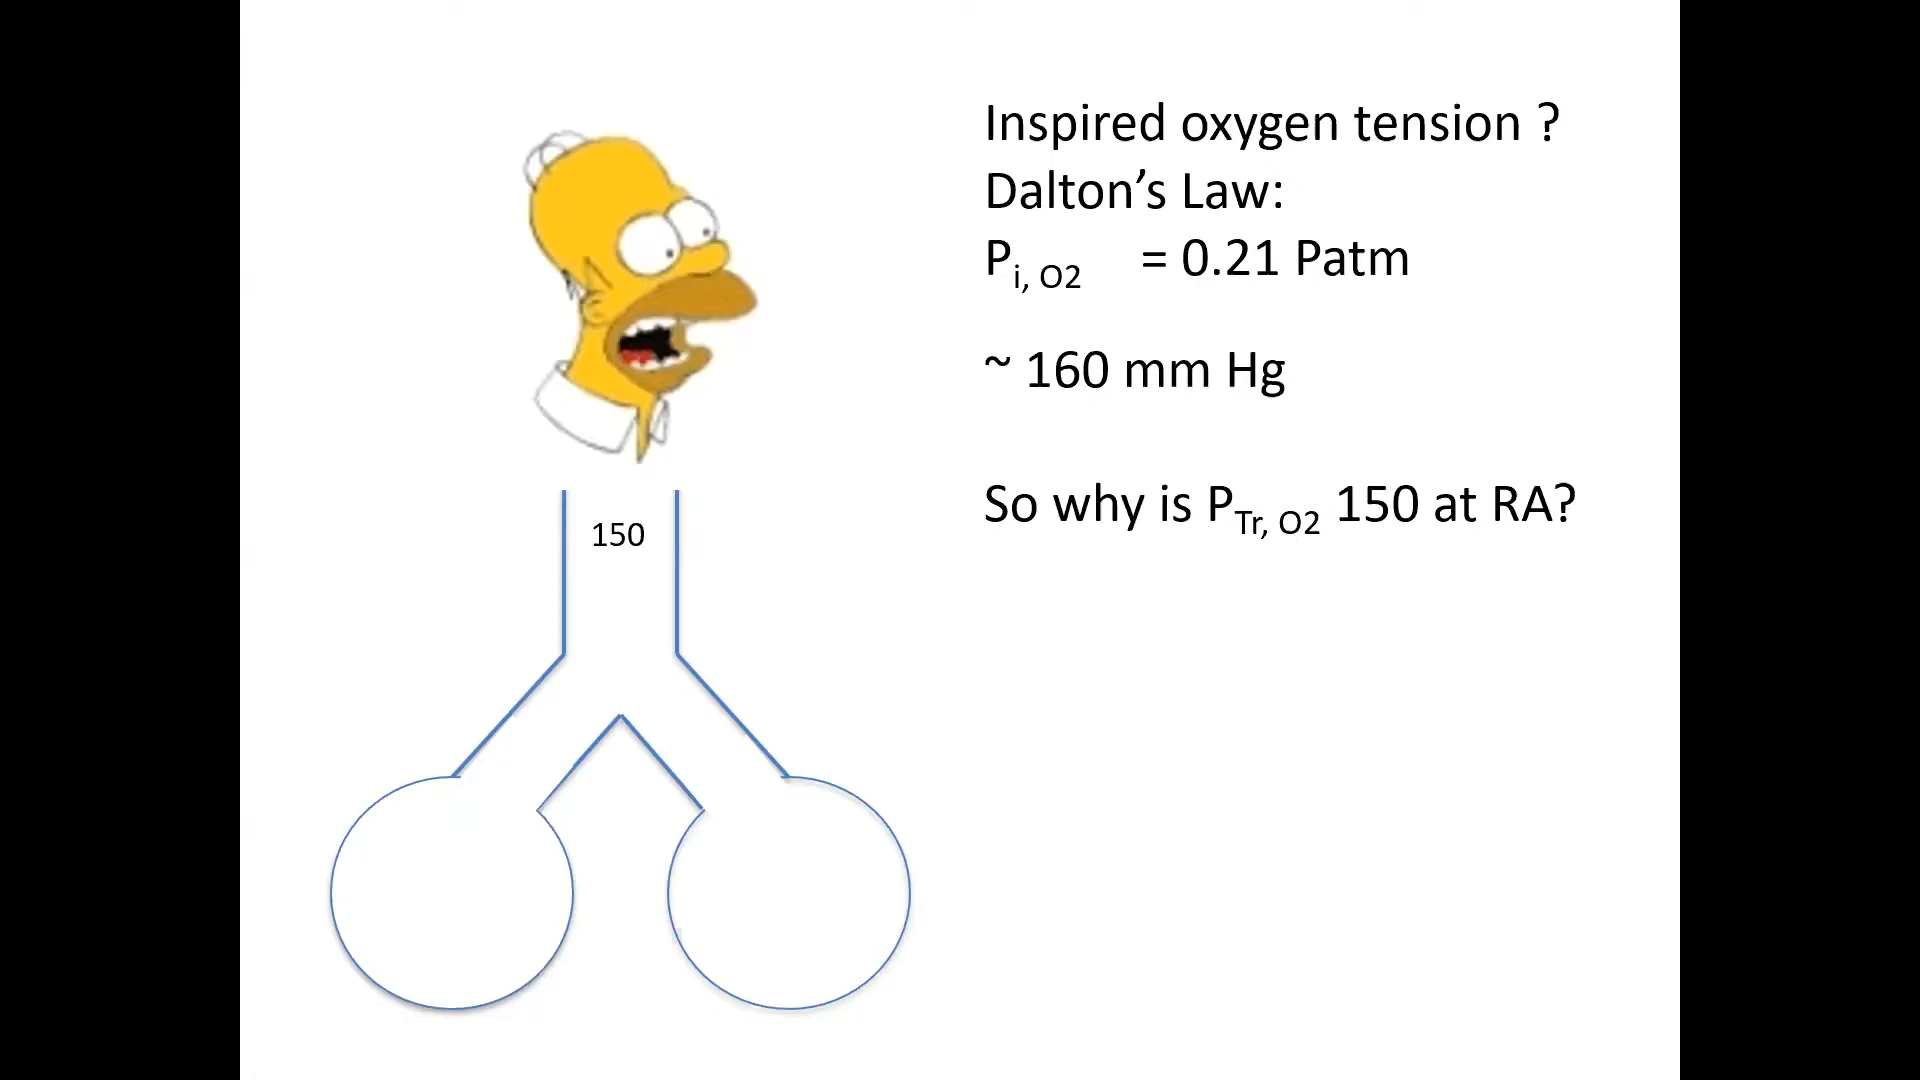 Inspired oxygen tension ?
Dalton’s Law:
Pi, O2 = 0.21 Patm
~ 160 mm Hg
So why is PTr, O2 150 at RA?
150